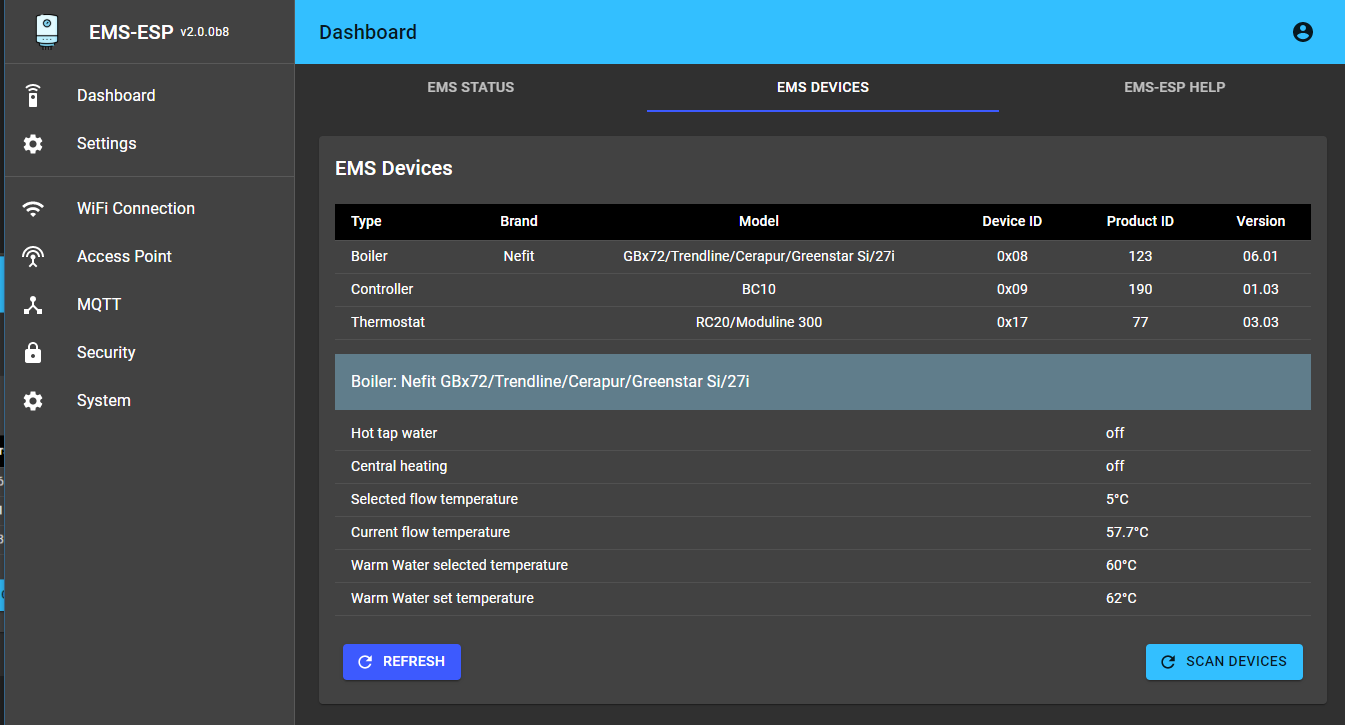 EMS-ESP v2.0.0b8
Dashboard
Dashboard
Settings
WiFi Connection
Access Point
MQTT
Security
System
EMS STATUS EMS DEVICES EMS-ESP HELP
EMS Devices
Type Brand Model Device ID Product ID Version
Boiler Nefit GBx72/Trendline/Cerapur/Greenstar Si/27i 0x08 123 06.01
Controller BC10 0x09 190 01.03
Thermostat RC20/Moduline 300 0x17 77 03.03
Boiler: Nefit GBx72/Trendline/Cerapur/Greenstar Si/27i
Hot tap water off
Central heating off
Selected flow temperature 5°C
Current flow temperature 57.7°C
Warm Water selected temperature 60°C
Warm Water set temperature 62°C
REFRESH SCAN DEVICES